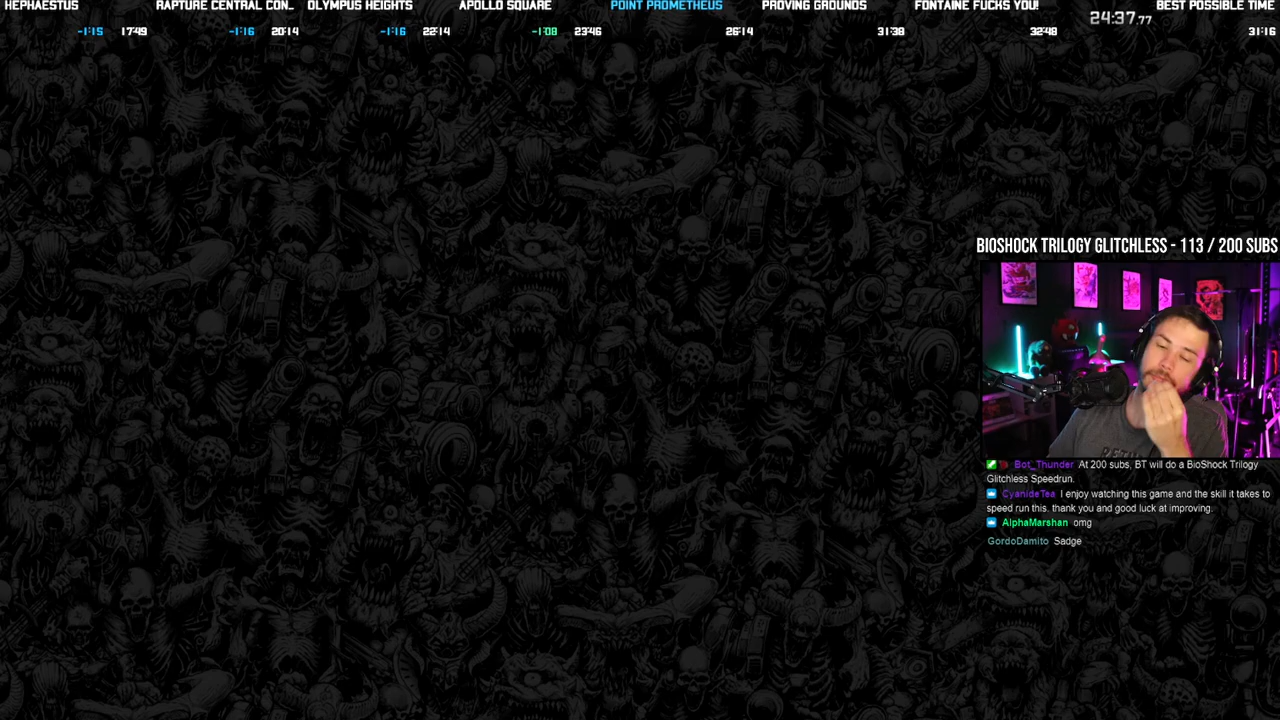 HEPHAESTUS RAPTURE CENTRAL CON... OLYMPUS HEIGHTS APOLLO SQUARE POINT PROMETHEUS PROVING GROUNDS FONTAINE FUCKS YOU! 24:37.77 BEST POSSIBLE TIME
-1:15 17:49 -1:16 20:14 -1:16 22:14 -1:08 23:46 26:14 31:38 32:48 31:16
BIOSHOCK TRILOGY GLITCHLESS - 113 / 200 SUBS
Bot_Thunder At 200 subs, BT will do a BioShock Trilogy
Glitchless Speedrun.
CyanideTea I enjoy watching this game and the skill it takes to
speed run this. thank you and good luck at improving.
AlphaMarshan omg
GordoDamito Sadge